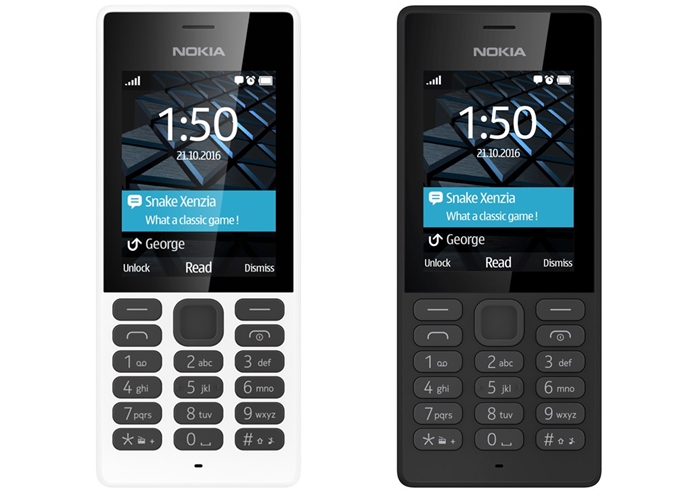 NOKIA
1:50
21.10.2016
Snake Xenzia
What a classic game !
George
Unlock Read Dismiss
1 2 abc 3 def
4 ghi 5 jkl 6 mno
7 pqrs 8 tuv 9 wxyz
* + 0 #
NOKIA
1:50
21.10.2016
Snake Xenzia
What a classic game !
George
Unlock Read Dismiss
1 2 abc 3 def
4 ghi 5 jkl 6 mno
7 pqrs 8 tuv 9 wxyz
* + 0 #